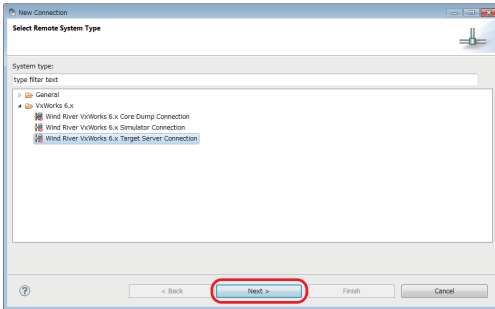 New Connection
Select Remote System Type
System type:
type filter text
General
VxWorks 6.x
Wind River VxWorks 6.x Core Dump Connection
Wind River VxWorks 6.x Simulator Connection
Wind River VxWorks 6.x Target Server Connection
?
< Back Next > Finish Cancel